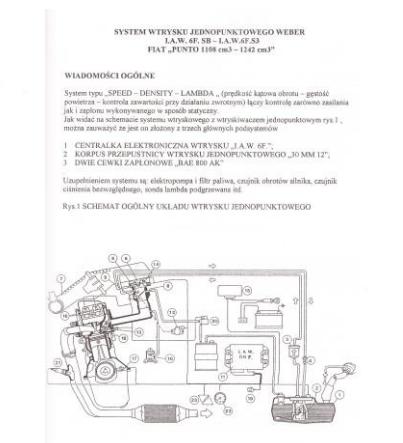 SYSTEM WTRYSKU JEDNOPUNKTOWEGO WEBER
I.A.W. 6F. SB – I.A.W.6F.S3
FIAT „PUNTO 1108 cm3 – 1242 cm3"
WIADOMOŚCI OGÓLNE
System typu „SPEED – DENSITY – LAMBDA „ (prędkość kątowa obrotu – gęstość
powietrza – kontrola zawartości przy działaniu zwrotnym) łączy kontrolę zarówno zasilania
jak i zapłonu wykonywanego w sposób statyczny.
Jak widać na schemacie systemu wtryskowego z wtryskiwaczem jednopunktowym rys.1 ,
można zauważyć że jest on złożony z trzech głównych podsystemów
1 CENTRALKA ELEKTRONICZNA WTRYSKU „I.A.W. 6F.";
2 KORPUS PRZEPUSTNICY WTRYSKU JEDNOPUNKTOWEGO „30 MM 12";
3 DWIE CEWKI ZAPŁONOWE „BAE 800 AK"
Uzupełnieniem systemu są: elektropompa i filtr paliwa, czujnik obrotów silnika, czujnik
ciśnienia bezwzględnego, sonda lambda podgrzewana itd.
Rys.1 SCHEMAT OGÓLNY UKŁADU WTRYSKU JEDNOPUNKTOWEGO
I.A.W.